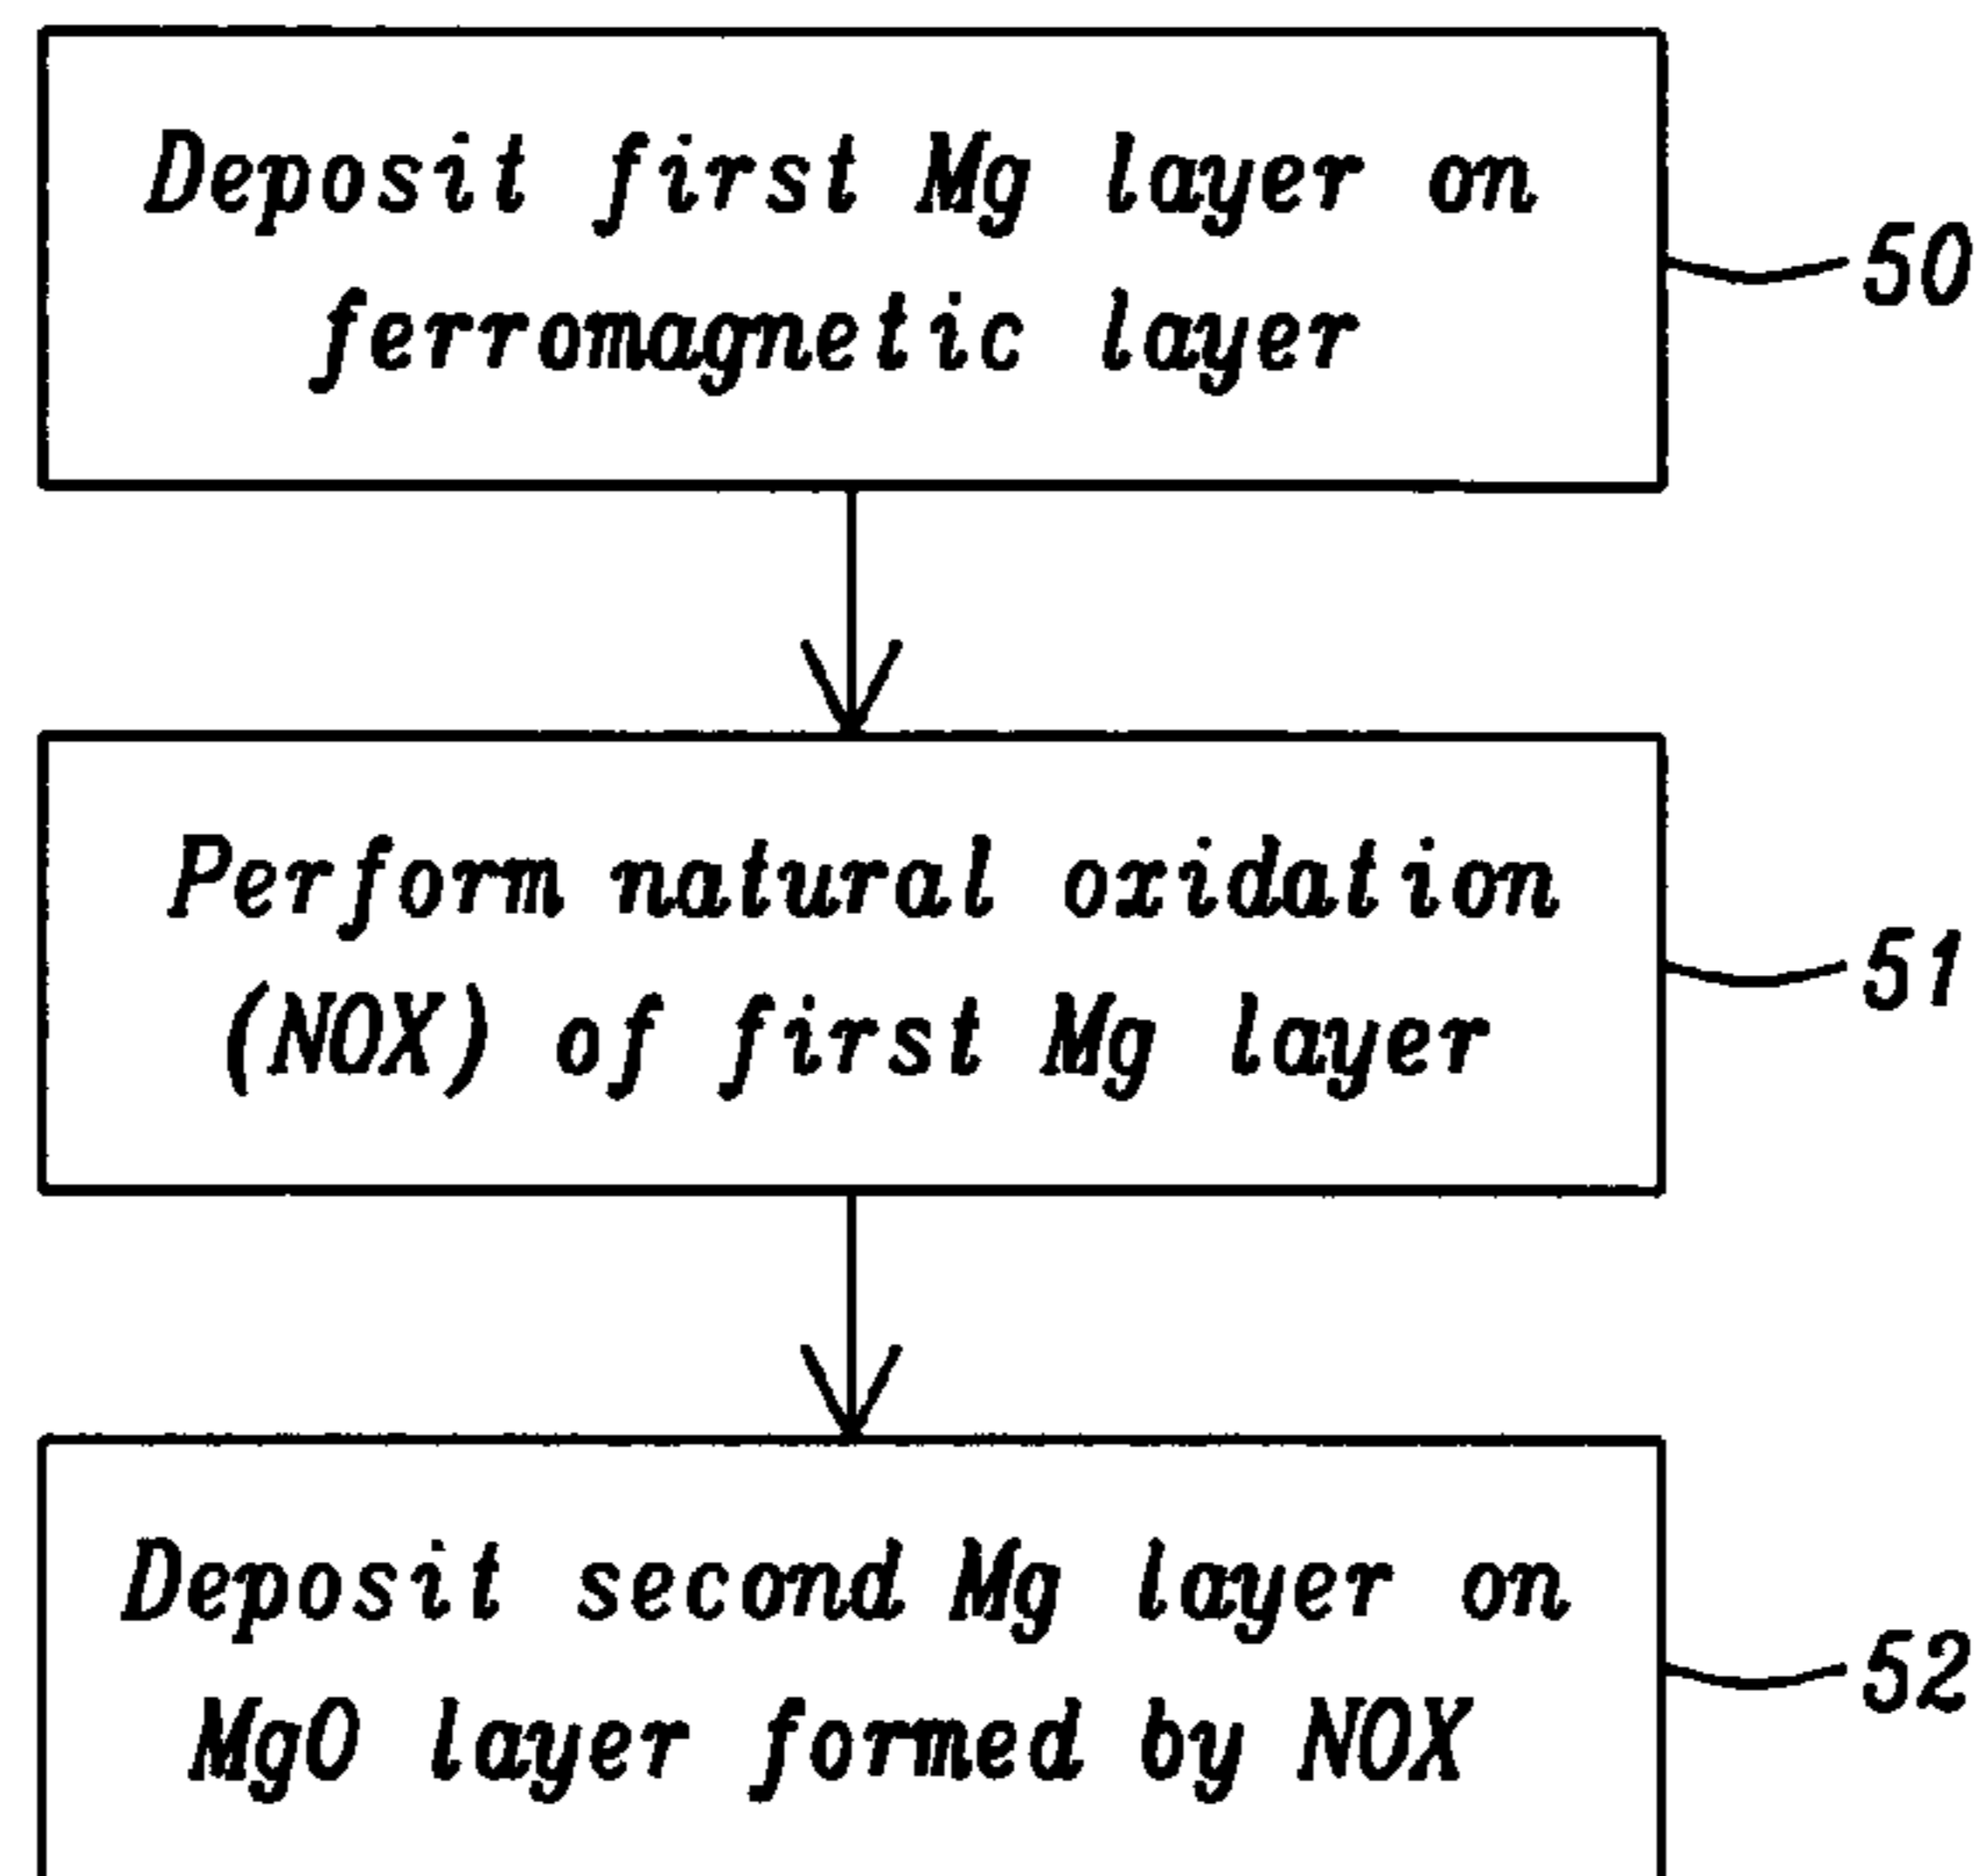 Deposit first Mg layer on
ferromagnetic layer
50
Perform natural oxidation
(NOX) of first Mg layer
51
Deposit second Mg layer on
MgO layer formed by NOX
52